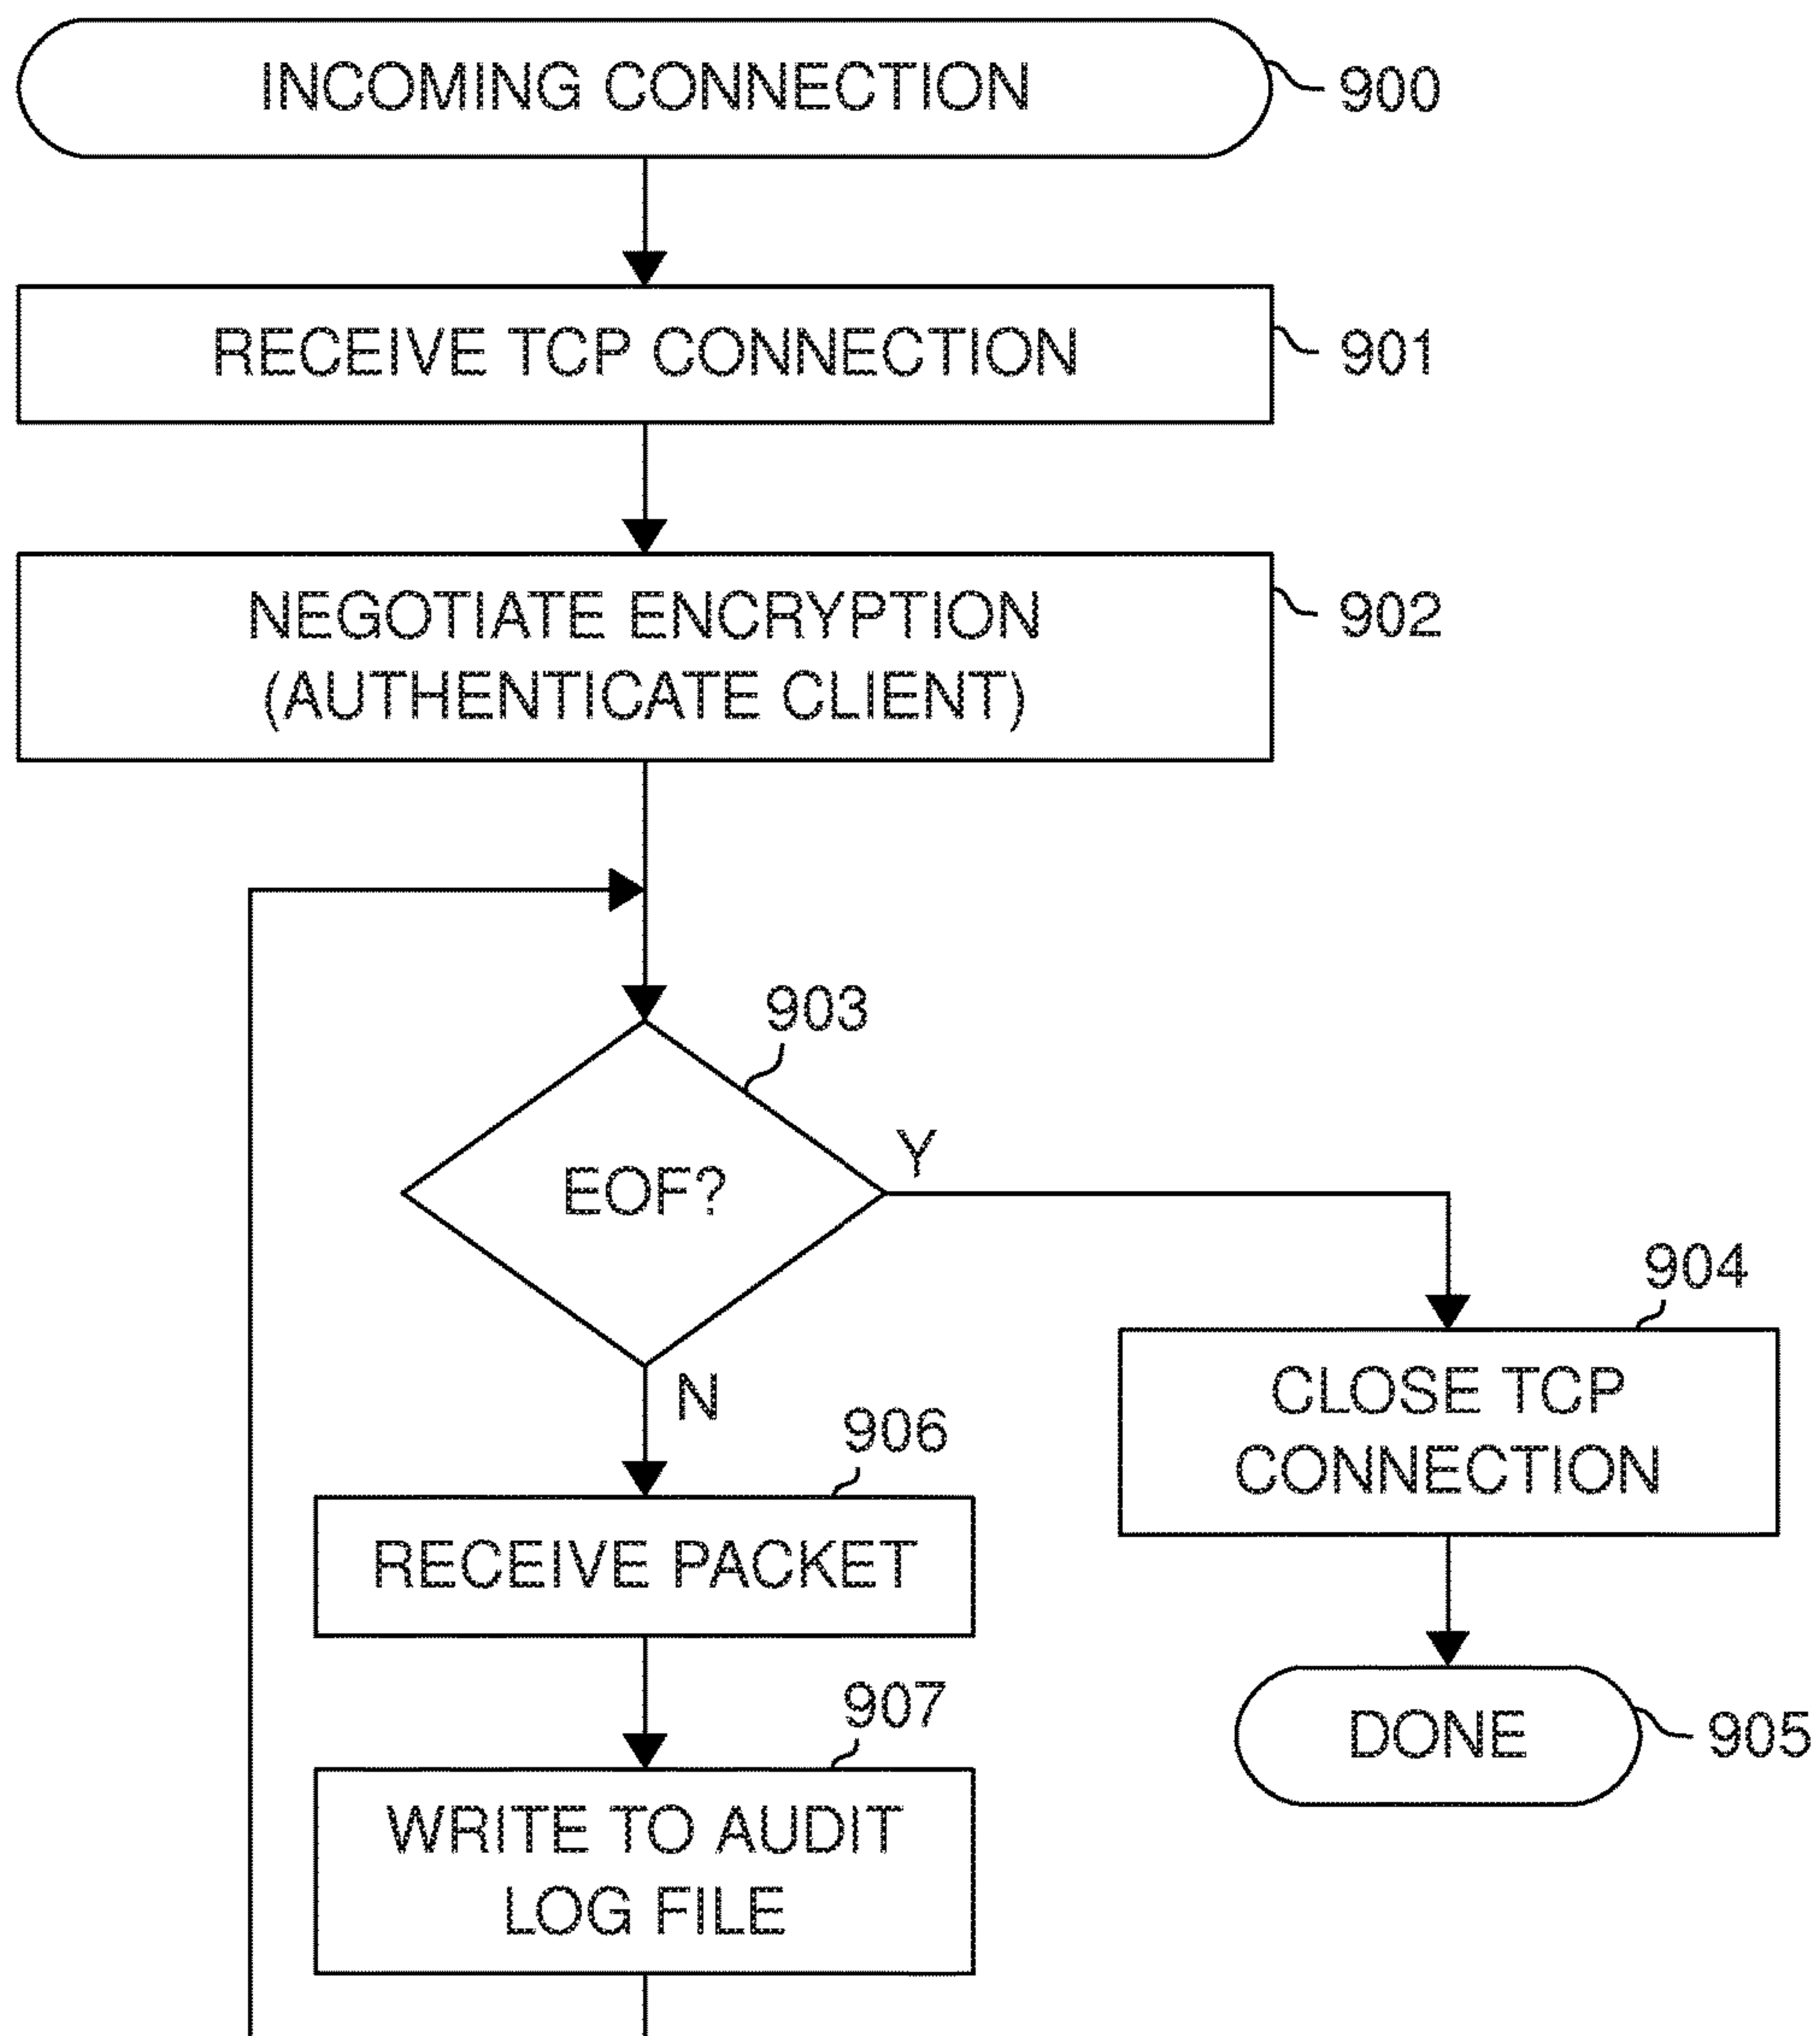 INCOMING CONNECTION
900
RECEIVE TCP CONNECTION
901
NEGOTIATE ENCRYPTION
(AUTHENTICATE CLIENT)
902
903
EOF?
Y
N
904
CLOSE TCP
CONNECTION
906
RECEIVE PACKET
DONE
905
907
WRITE TO AUDIT
LOG FILE